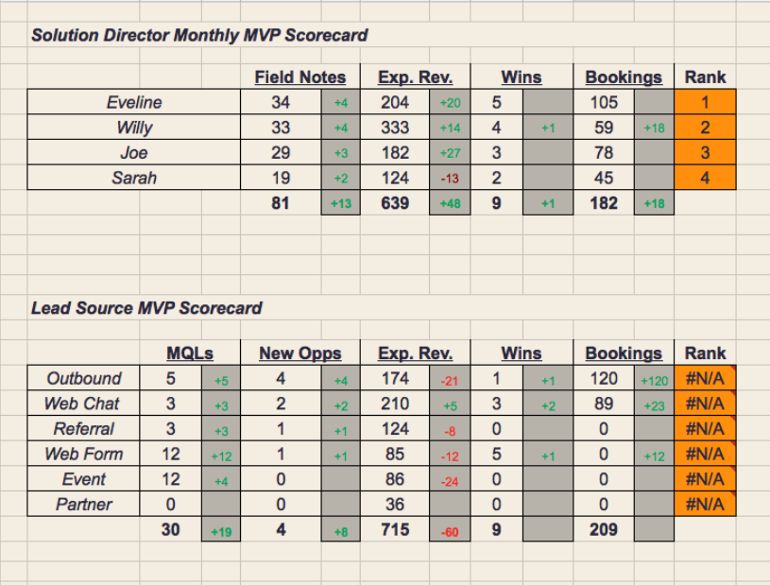 Solution Director Monthly MVP Scorecard
Field Notes Exp. Rev. Wins Bookings Rank
Eveline 34 +4 204 +20 5 105 1
Willy 33 +4 333 +14 4 +1 59 +18 2
Joe 29 +3 182 +27 3 78 3
Sarah 19 +2 124 -13 2 45 4
81 +13 639 +48 9 +1 182 +18
Lead Source MVP Scorecard
MQLs New Opps Exp. Rev. Wins Bookings Rank
Outbound 5 +5 4 +4 174 -21 1 +1 120 +120 #N/A
Web Chat 3 +3 2 +2 210 +5 3 +2 89 +23 #N/A
Referral 3 +3 1 +1 124 -8 0 0 #N/A
Web Form 12 +12 1 +1 85 -12 5 +1 0 +12 #N/A
Event 12 +4 0 86 -24 0 0 #N/A
Partner 0 0 36 0 0 #N/A
30 +19 4 +8 715 -60 9 209